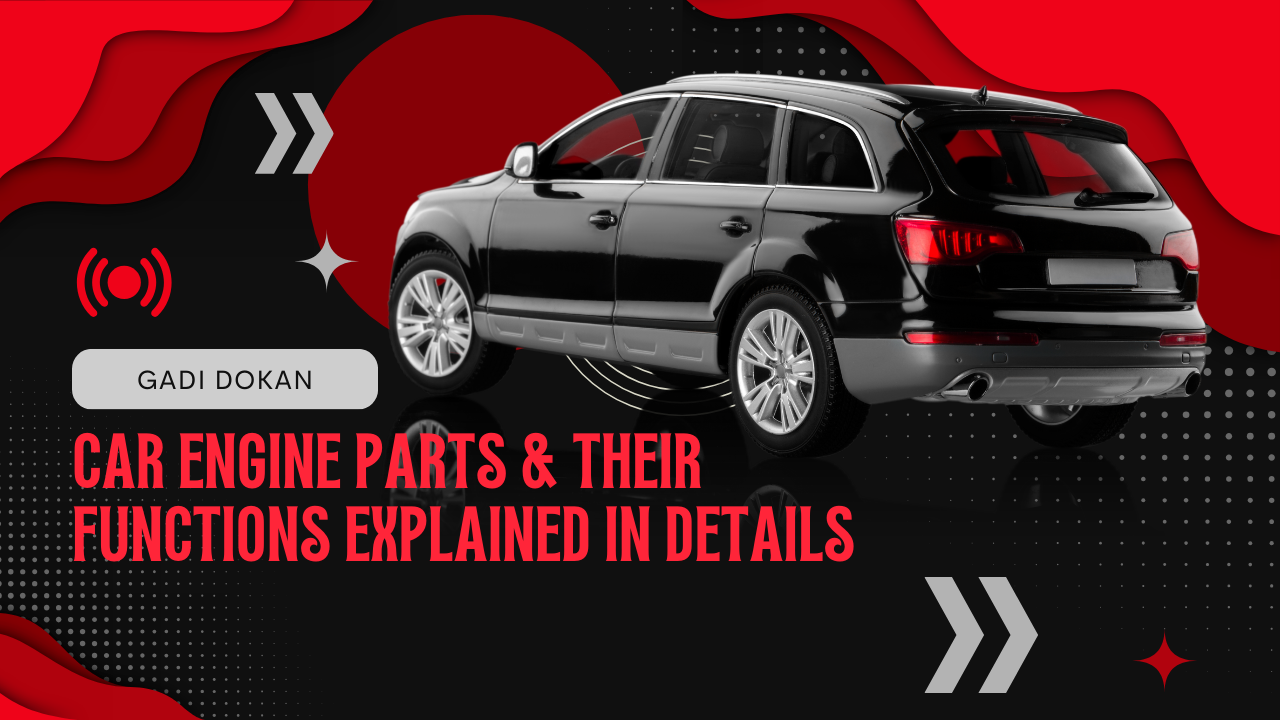 GADI DOKAN
CAR ENGINE PARTS & THEIR
FUNCTIONS EXPLAINED IN DETAILS